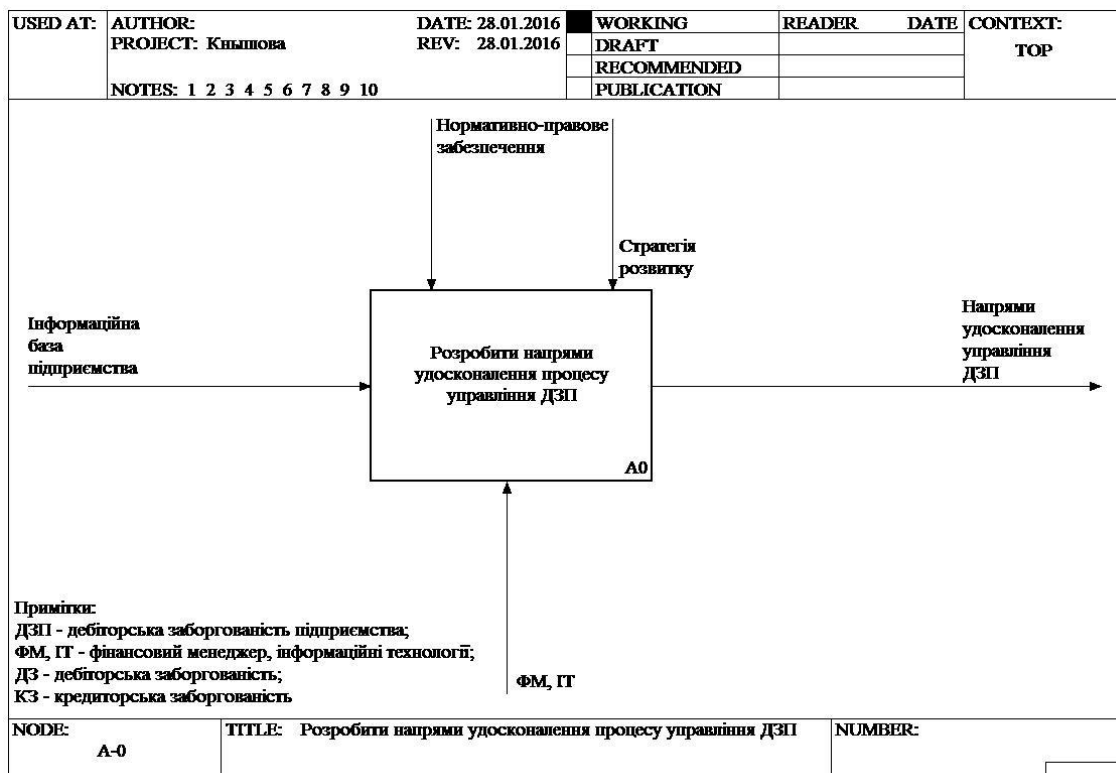 USED AT:
AUTHOR:
DATE: 28.01.2016
WORKING
READER DATE
CONTEXT:
PROJECT: Кнышова
REV: 28.01.2016
DRAFT
TOP
RECOMMENDED
NOTES: 1 2 3 4 5 6 7 8 9 10
PUBLICATION
Нормативно-правове
забезпечення
Стратегія
розвитку
Інформаційна
база
підприємства
Розробити напрями
удосконалення процесу
управління ДЗП
A0
Напрями
удосконалення
управління
ДЗП
ФМ, ІТ
Примітки:
ДЗП - дебіторська заборгованість підприємства;
ФМ, ІТ - фінансовий менеджер, інформаційні технології;
ДЗ - дебіторська заборгованість;
КЗ - кредиторська заборгованість
NODE:
A-0
TITLE: Розробити напрями удосконалення процесу управління ДЗП
NUMBER: